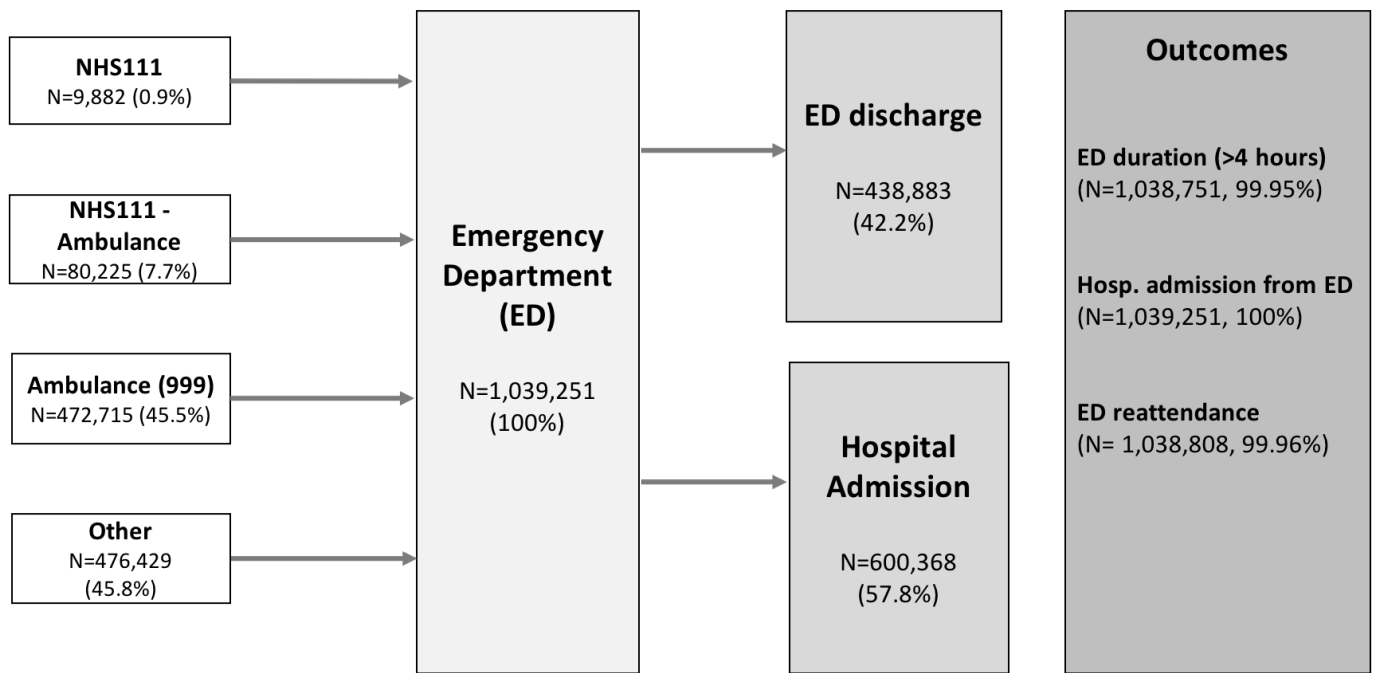 NHS111
N=9,882 (0.9%)
NHS111 -
Ambulance
N=80,225 (7.7%)
Ambulance (999)
N=472,715 (45.5%)
Other
N=476,429
(45.8%)
Emergency
Department
(ED)
N=1,039,251
(100%)
ED discharge
N=438,883
(42.2%)
Hospital
Admission
N=600,368
(57.8%)
Outcomes
ED duration (>4 hours)
(N=1,038,751, 99.95%)
Hosp. admission from ED
(N=1,039,251, 100%)
ED reattendance
(N= 1,038,808, 99.96%)